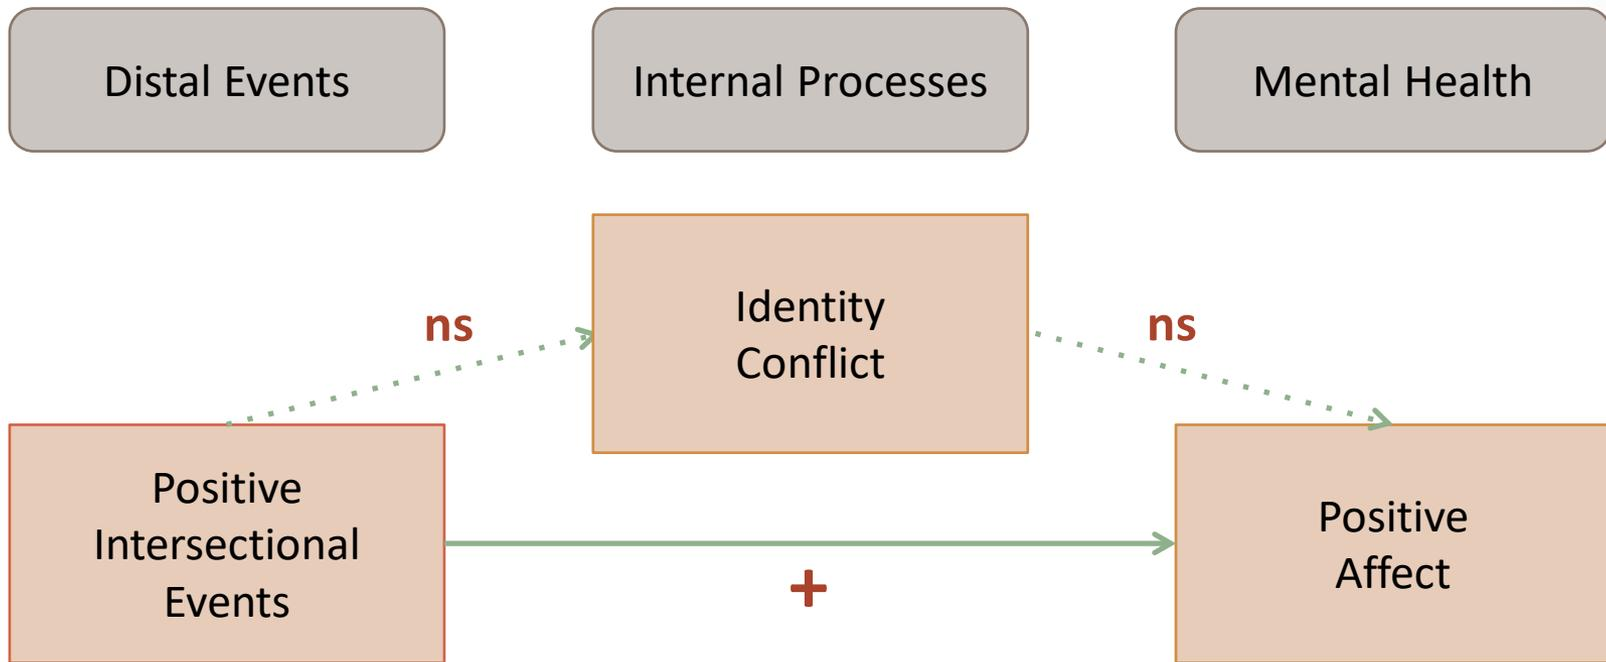 Distal Events
Internal Processes
Mental Health
Identity
Conflict
ns
ns
Positive
Intersectional
Events
+
Positive
Affect